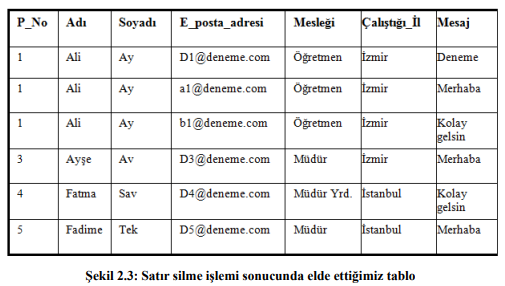 P_No Adı Soyadı E_posta_adresi Mesleği Çalıştığı_İl Mesaj
1 Ali Ay D1@deneme.com Öğretmen İzmir Deneme
1 Ali Ay a1@deneme.com Öğretmen İzmir Merhaba
1 Ali Ay b1@deneme.com Öğretmen İzmir Kolay
gelsin
3 Ayşe Av D3@deneme.com Müdür İzmir Merhaba
4 Fatma Sav D4@deneme.com Müdür Yrd. İstanbul Kolay
gelsin
5 Fadime Tek D5@deneme.com Müdür İstanbul Merhaba
Şekil 2.3: Satır silme işlemi sonucunda elde ettiğimiz tablo